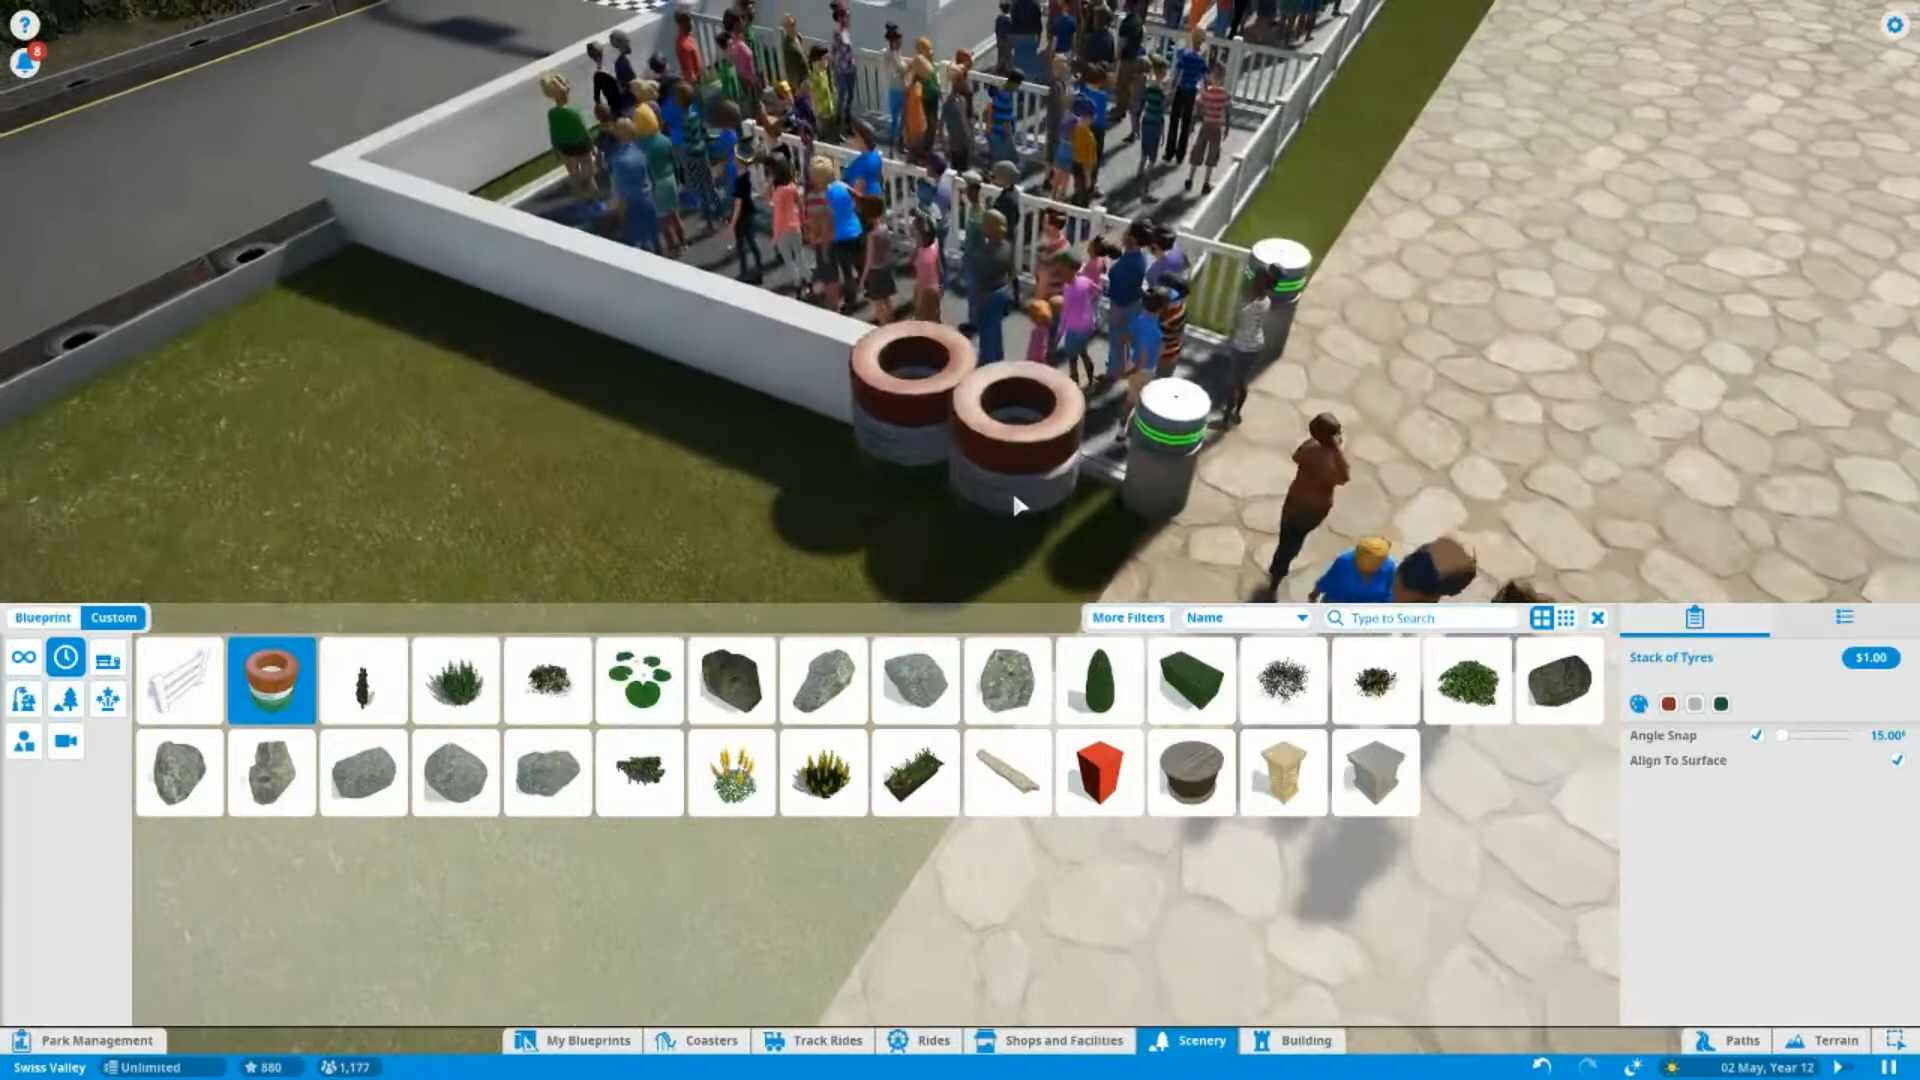 ?
8
Blueprint
Custom
More Filters
Name
Type to Search
Stack of Tyres
$1.00
Angle Snap
15.00°
Align To Surface
Park Management
My Blueprints
Coasters
Track Rides
Rides
Shops and Facilities
Scenery
Building
Paths
Terrain
Swiss Valley
Unlimited
880
1,177
02 May, Year 12